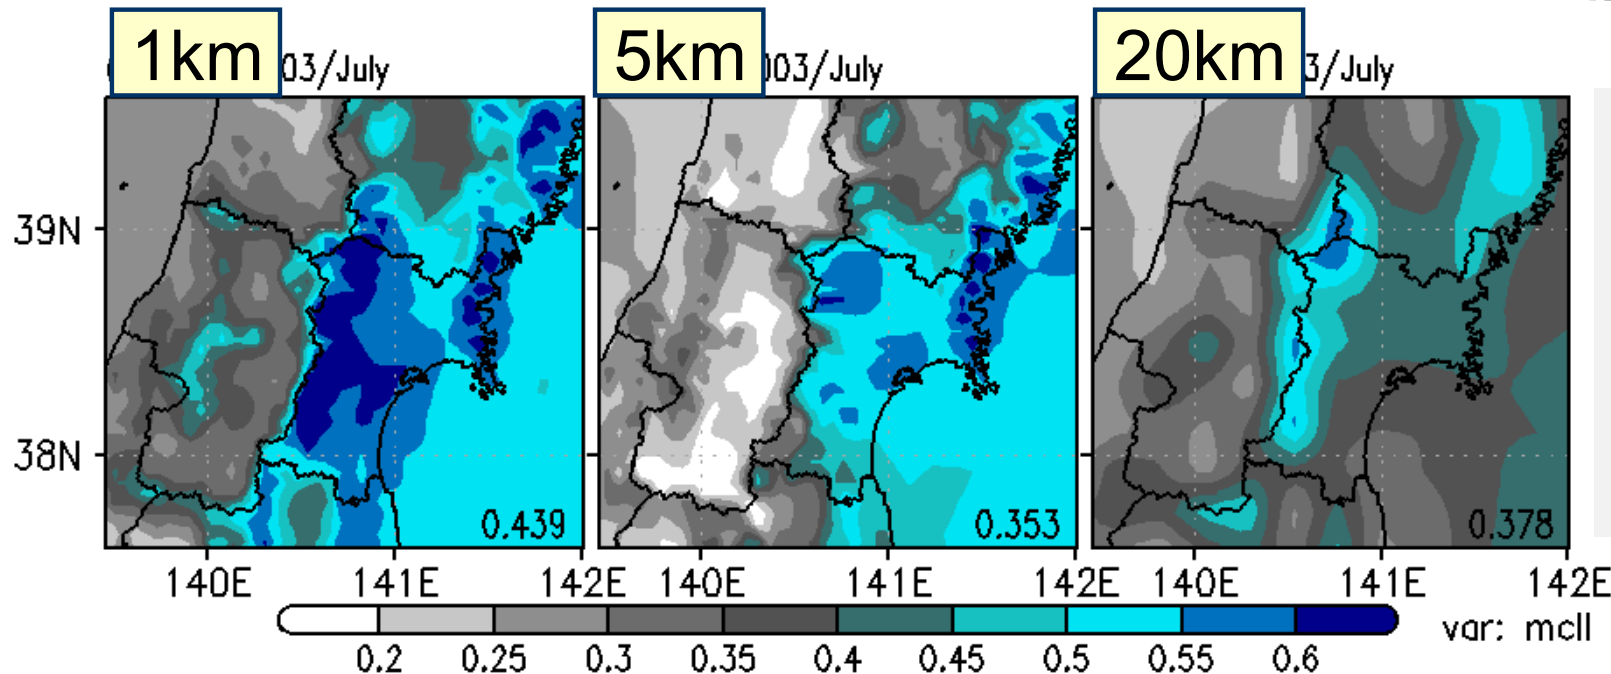 1km 03/July
5km 003/July
20km 3/July
39N
38N
0.439
0.353
0.378
140E 141E 142E 140E 141E 142E 140E 141E 142E
0.2 0.25 0.3 0.35 0.4 0.45 0.5 0.55 0.6
var: mcll